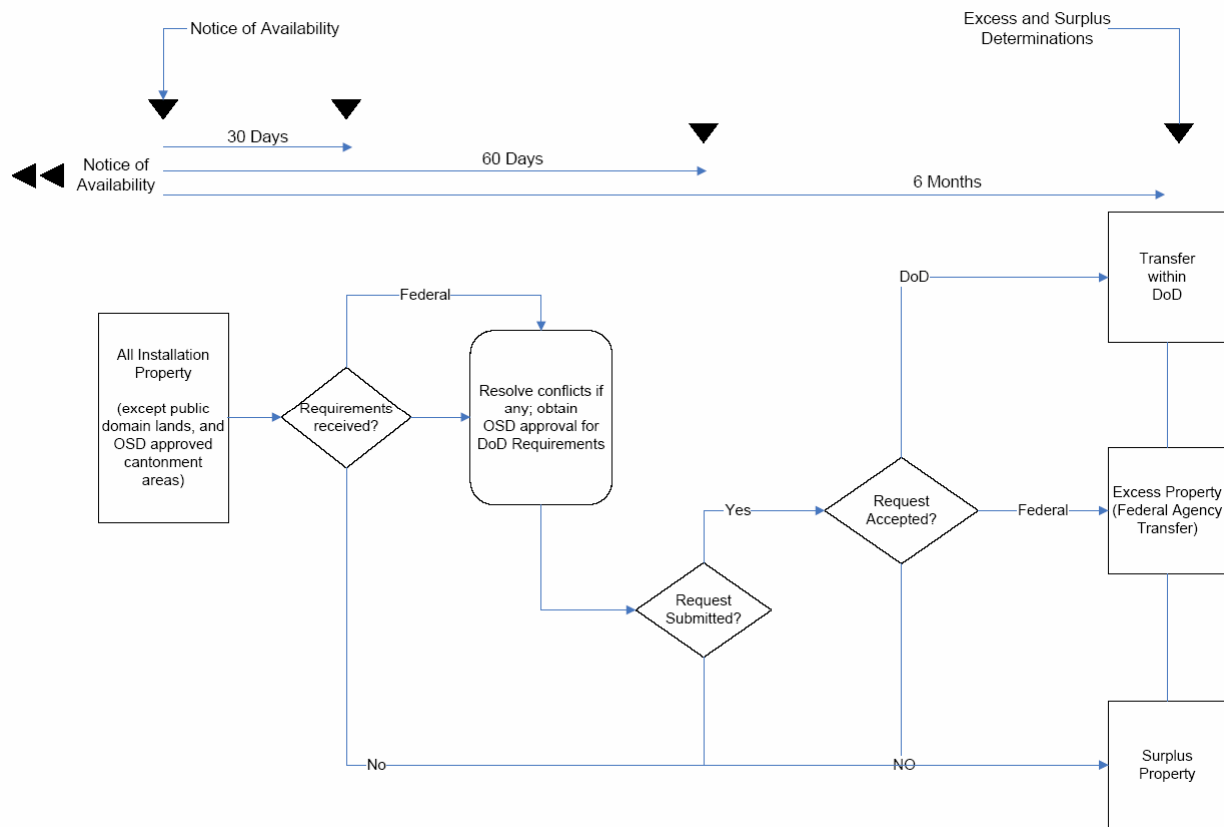 Notice of Availability
Excess and Surplus
Determinations
30 Days
60 Days
6 Months
Notice of
Availability
All Installation
Property
(except public
domain lands, and
OSD approved
cantonment
areas)
Requirements
received?
Federal
Resolve conflicts if
any; obtain
OSD approval for
DoD Requirements
Request
Submitted?
Yes
Request
Accepted?
DoD
Transfer
within
DoD
Federal
Excess Property
(Federal Agency
Transfer)
No
NO
Surplus
Property